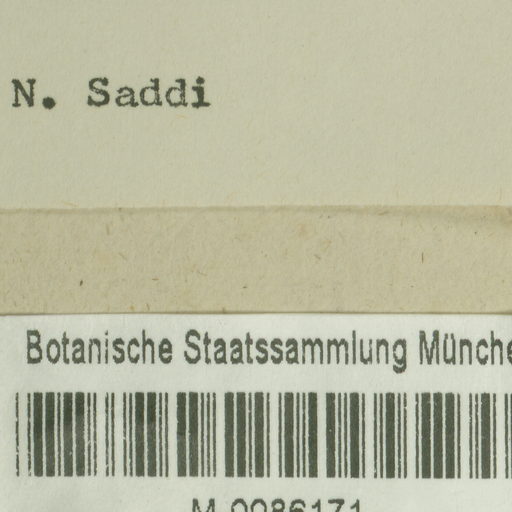 N. Saddi
Botanische Staatssammlung Münche
M-0086171